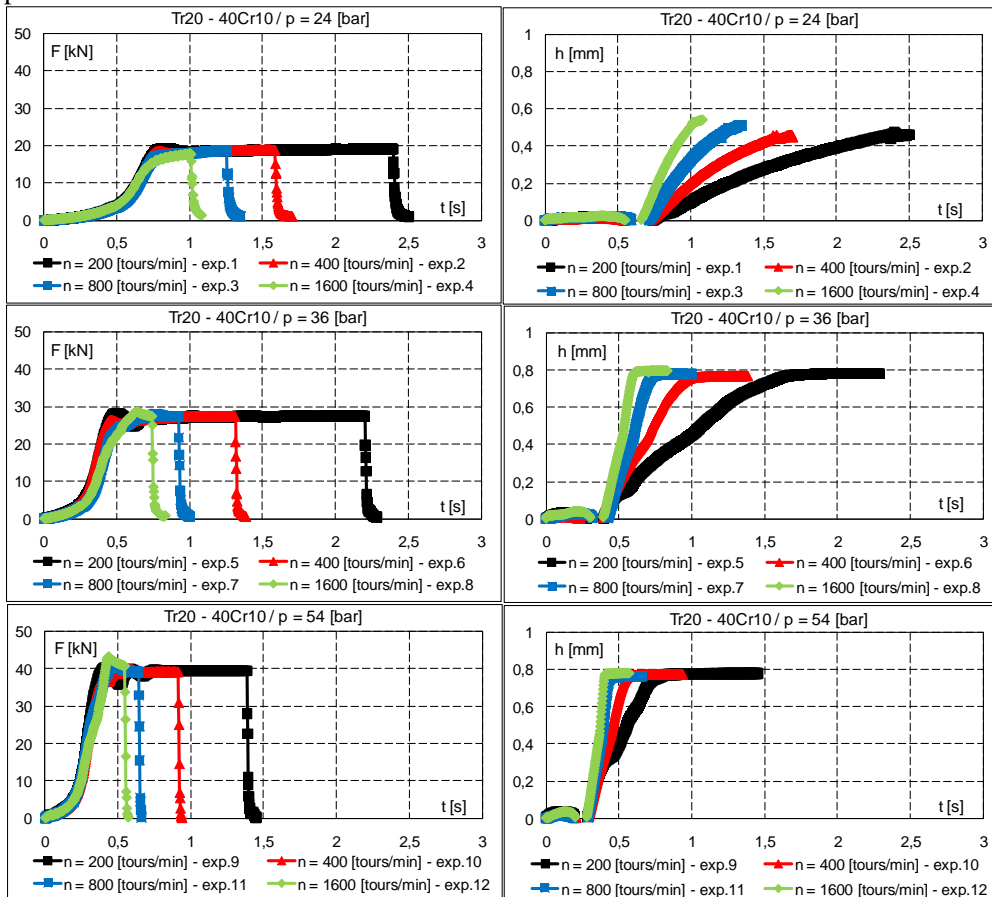 Tr20 - 40Cr10 / p = 24 [bar]
F [kN]
50
40
30
20
10
0
t [s]
0 0,5 1 1,5 2 2,5 3
n = 200 [tours/min] - exp.1 n = 400 [tours/min] - exp.2
n = 800 [tours/min] - exp.3 n = 1600 [tours/min] - exp.4
Tr20 - 40Cr10 / p = 24 [bar]
h [mm]
1
0,8
0,6
0,4
0,2
0
t [s]
0 0,5 1 1,5 2 2,5 3
n = 200 [tours/min] - exp.1 n = 400 [tours/min] - exp.2
n = 800 [tours/min] - exp.3 n = 1600 [tours/min] - exp.4
Tr20 - 40Cr10 / p = 36 [bar]
F [kN]
50
40
30
20
10
0
t [s]
0 0,5 1 1,5 2 2,5 3
n = 200 [tours/min] - exp.5 n = 400 [tours/min] - exp.6
n = 800 [tours/min] - exp.7 n = 1600 [tours/min] - exp.8
Tr20 - 40Cr10 / p = 36 [bar]
h [mm]
1
0,8
0,6
0,4
0,2
0
t [s]
0 0,5 1 1,5 2 2,5 3
n = 200 [tours/min] - exp.5 n = 400 [tours/min] - exp.6
n = 800 [tours/min] - exp.7 n = 1600 [tours/min] - exp.8
Tr20 - 40Cr10 / p = 54 [bar]
F [kN]
50
40
30
20
10
0
t [s]
0 0,5 1 1,5 2 2,5 3
n = 200 [tours/min] - exp.9 n = 400 [tours/min] - exp.10
n = 800 [tours/min] - exp.11 n = 1600 [tours/min] - exp.12
Tr20 - 40Cr10 / p = 54 [bar]
h [mm]
1
0,8
0,6
0,4
0,2
0
t [s]
0 0,5 1 1,5 2 2,5 3
n = 200 [tours/min] - exp.9 n = 400 [tours/min] - exp.10
n = 800 [tours/min] - exp.11 n = 1600 [tours/min] - exp.12